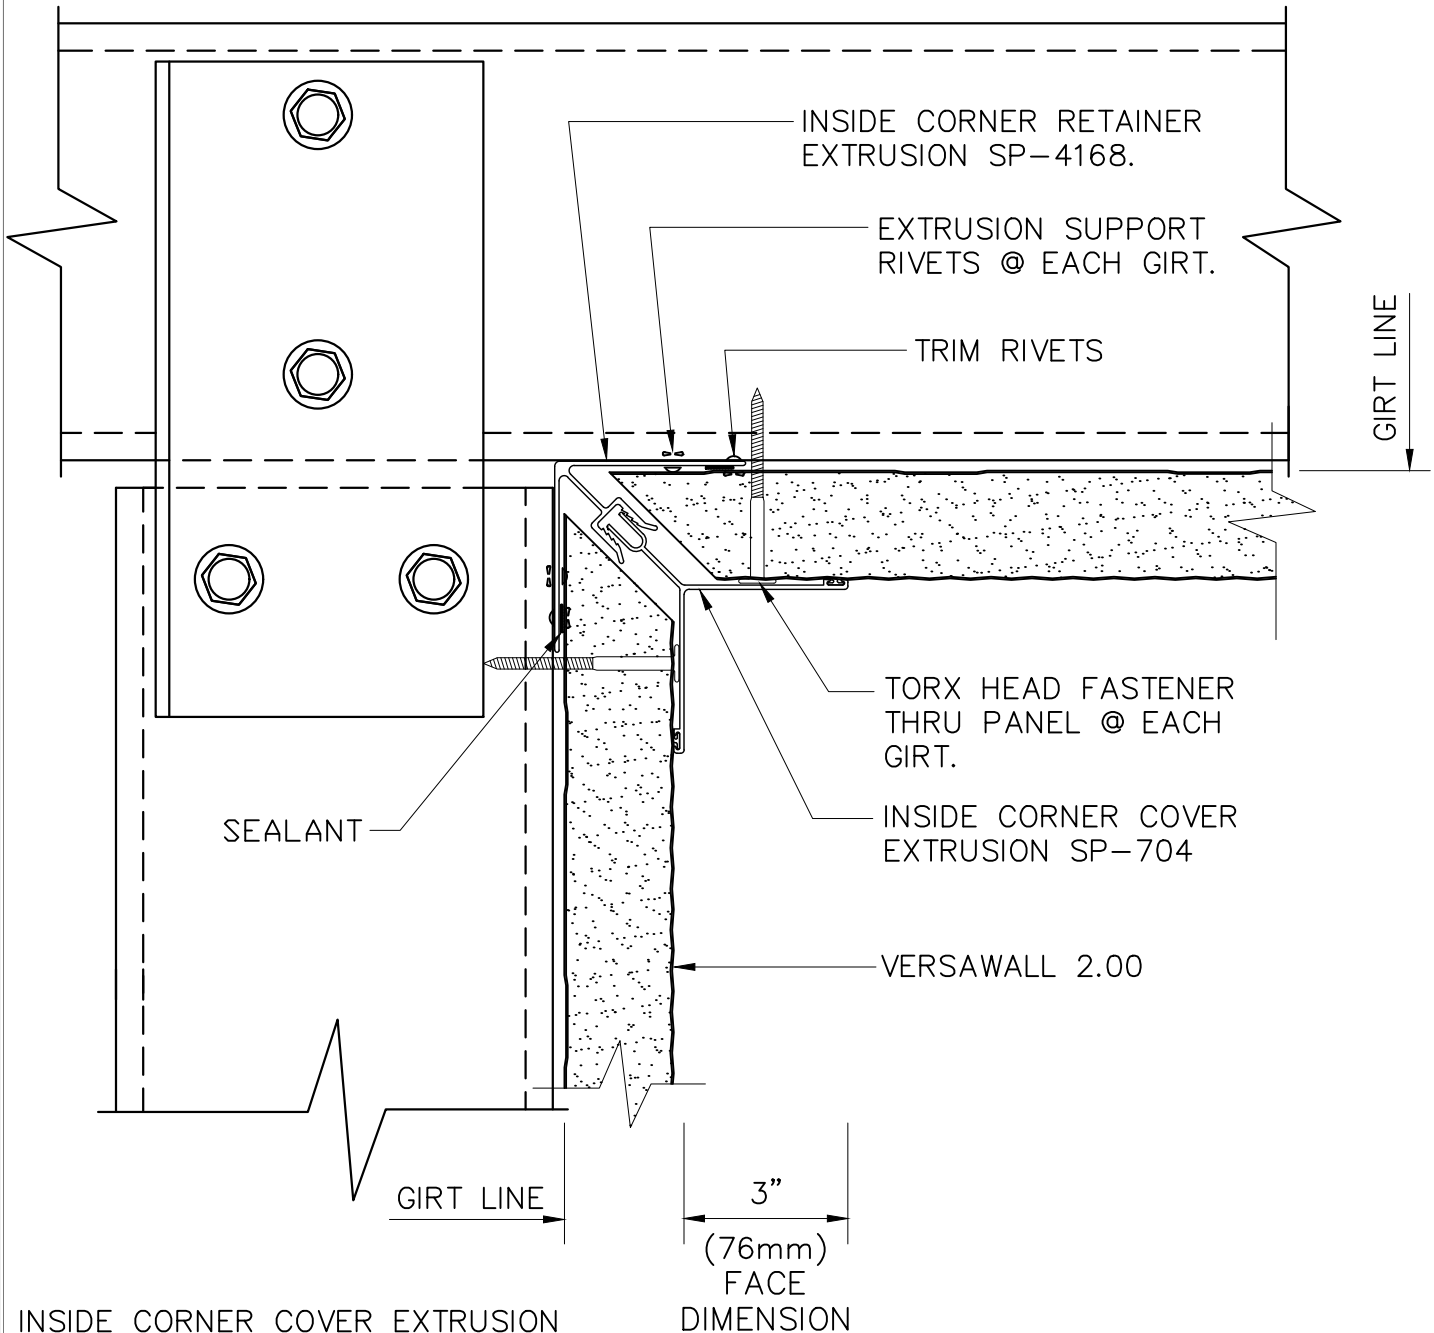 INSIDE CORNER RETAINER
EXTRUSION SP-4168.
EXTRUSION SUPPORT
RIVETS @ EACH GIRT.
TRIM RIVETS
GIRT LINE
TORX HEAD FASTENER
THRU PANEL @ EACH
GIRT.
SEALANT
INSIDE CORNER COVER
EXTRUSION SP-704
VERSAWALL 2.00
GIRT LINE
3”
(76mm)
FACE
DIMENSION
INSIDE CORNER COVER EXTRUSION